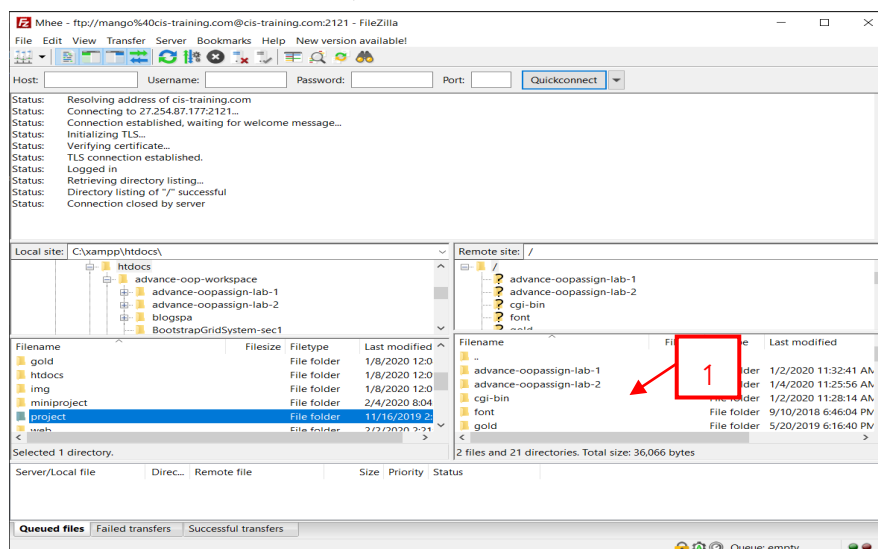 Mhee - ftp://mango%40cis-training.com@cis-training.com:2121 - FileZilla
File Edit View Transfer Server Bookmarks Help New version available!
Host: Username: Password: Port: Quickconnect
Status: Resolving address of cis-training.com
Status: Connecting to 27.254.87.177:2121...
Status: Connection established, waiting for welcome message...
Status: Initializing TLS...
Status: Verifying certificate...
Status: TLS connection established.
Status: Logged in
Status: Retrieving directory listing...
Status: Directory listing of "/" successful
Status: Connection closed by server
Local site: C:\xampp\htdocs\
htdocs
advance-oop-workspace
advance-oopassign-lab-1
advance-oopassign-lab-2
blogspa
BootstrapGridSystem-sec1
Filename Filesize Filetype Last modified
gold File folder 1/8/2020 12:0
htdocs File folder 1/8/2020 12:0
img File folder 1/8/2020 12:0
miniproject File folder 2/4/2020 8:04
project File folder 11/16/2019 2:
web File folder 2/2/2020 2:21
Selected 1 directory.
Remote site: /
/
advance-oopassign-lab-1
advance-oopassign-lab-2
cgi-bin
font
gold
Filename Last modified
..
advance-oopassign-lab-1 1/2/2020 11:32:41 AM
advance-oopassign-lab-2 1/4/2020 11:25:56 AM
cgi-bin File folder 1/2/2020 11:28:14 AM
font File folder 9/10/2018 6:46:04 PM
gold File folder 5/20/2019 6:16:40 PM
1
2 files and 21 directories. Total size: 36,066 bytes
Server/Local file Direc... Remote file Size Priority Status
Queued files Failed transfers Successful transfers
Queue: empty